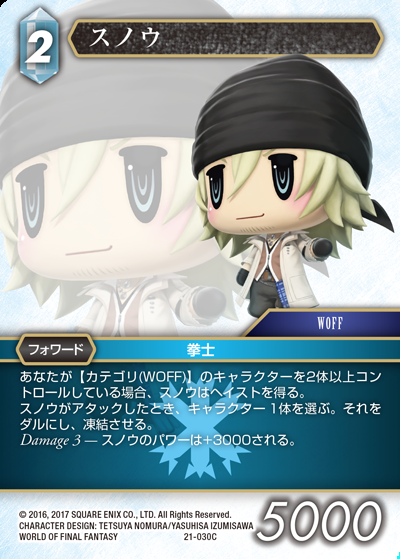 2
スノウ
WOFF
フォワード
拳士
あなたが【カテゴリ(WOFF)】のキャラクターを2体以上コン
トロールしている場合、スノウはヘイストを得る。
スノウがアタックしたとき、キャラクター1体を選ぶ。それを
ダルにし、凍結させる。
Damage 3 — スノウのパワーは+3000される。
© 2016, 2017 SQUARE ENIX CO., LTD. All Rights Reserved.
CHARACTER DESIGN: TETSUYA NOMURA/YASUHISA IZUMISAWA
WORLD OF FINAL FANTASY
21-030C
5000